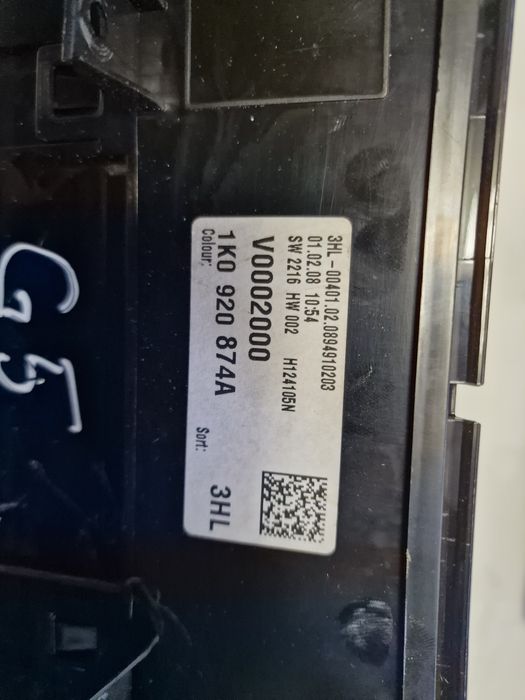 3HL-00401.02.0894910203
01.02.08 10:54
SW 2216 HW 002 H124105N
V0002000
1K0 920 874A
Colour: Sort: 3HL
G5